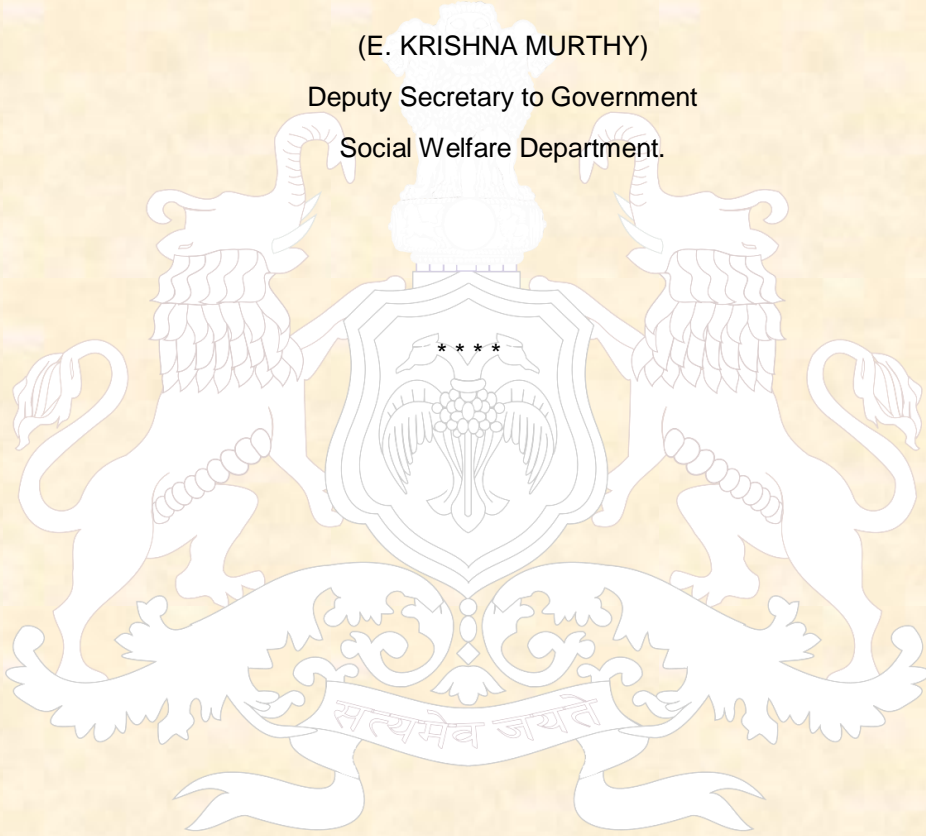 (E. KRISHNA MURTHY)
Deputy Secretary to Government
Social Welfare Department.
* * * *
सत्यमेव जयते